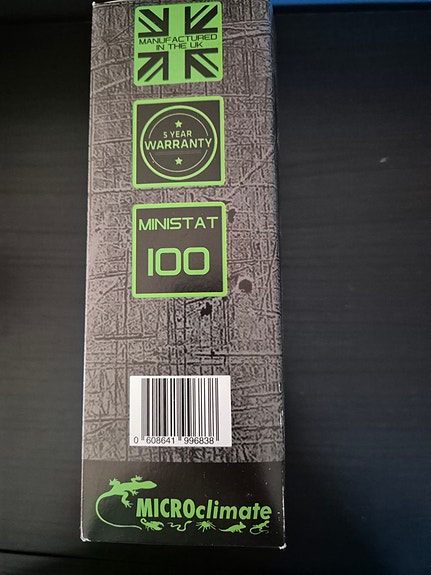 MANUFACTURED
IN THE UK
5 YEAR
WARRANTY
MINISTAT
100
0 608641 996838
MICROclimate